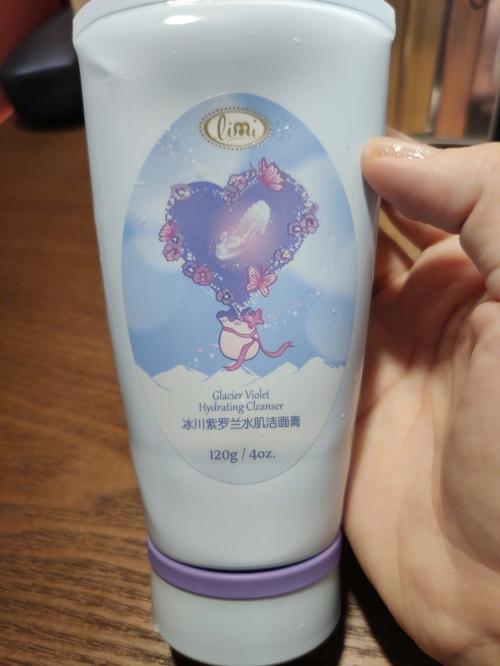 limi
Glacier Violet
Hydrating Cleanser
冰川紫罗兰水肌洁面膏
120g / 4oz.